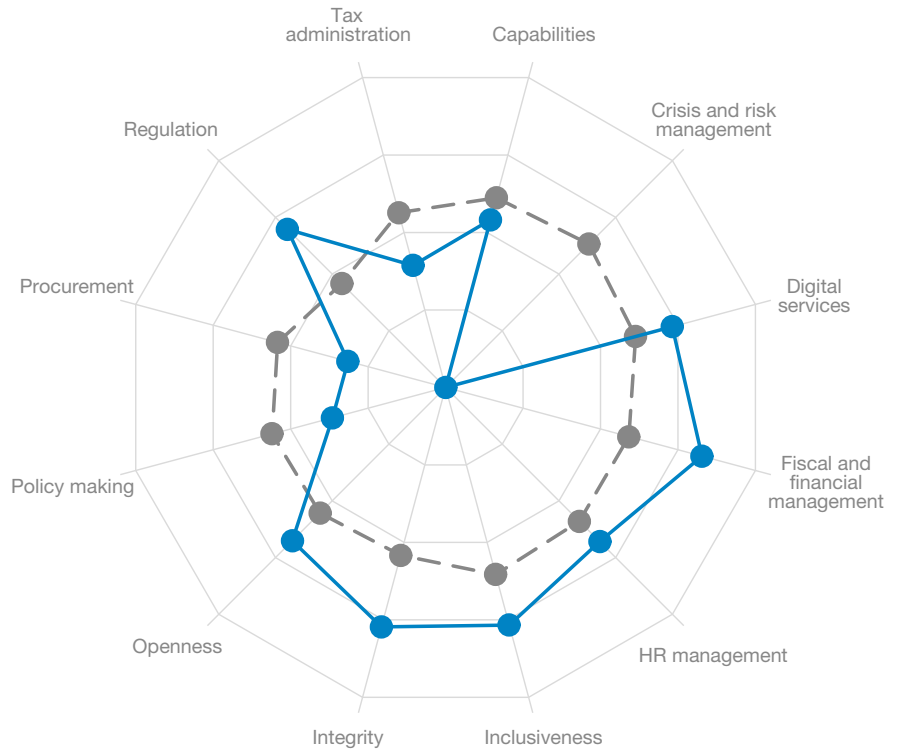 Tax
administration
Capabilities
Crisis and risk
management
Regulation
Procurement
Digital
services
Policy making
Fiscal and
financial
management
Openness
HR management
Integrity
Inclusiveness